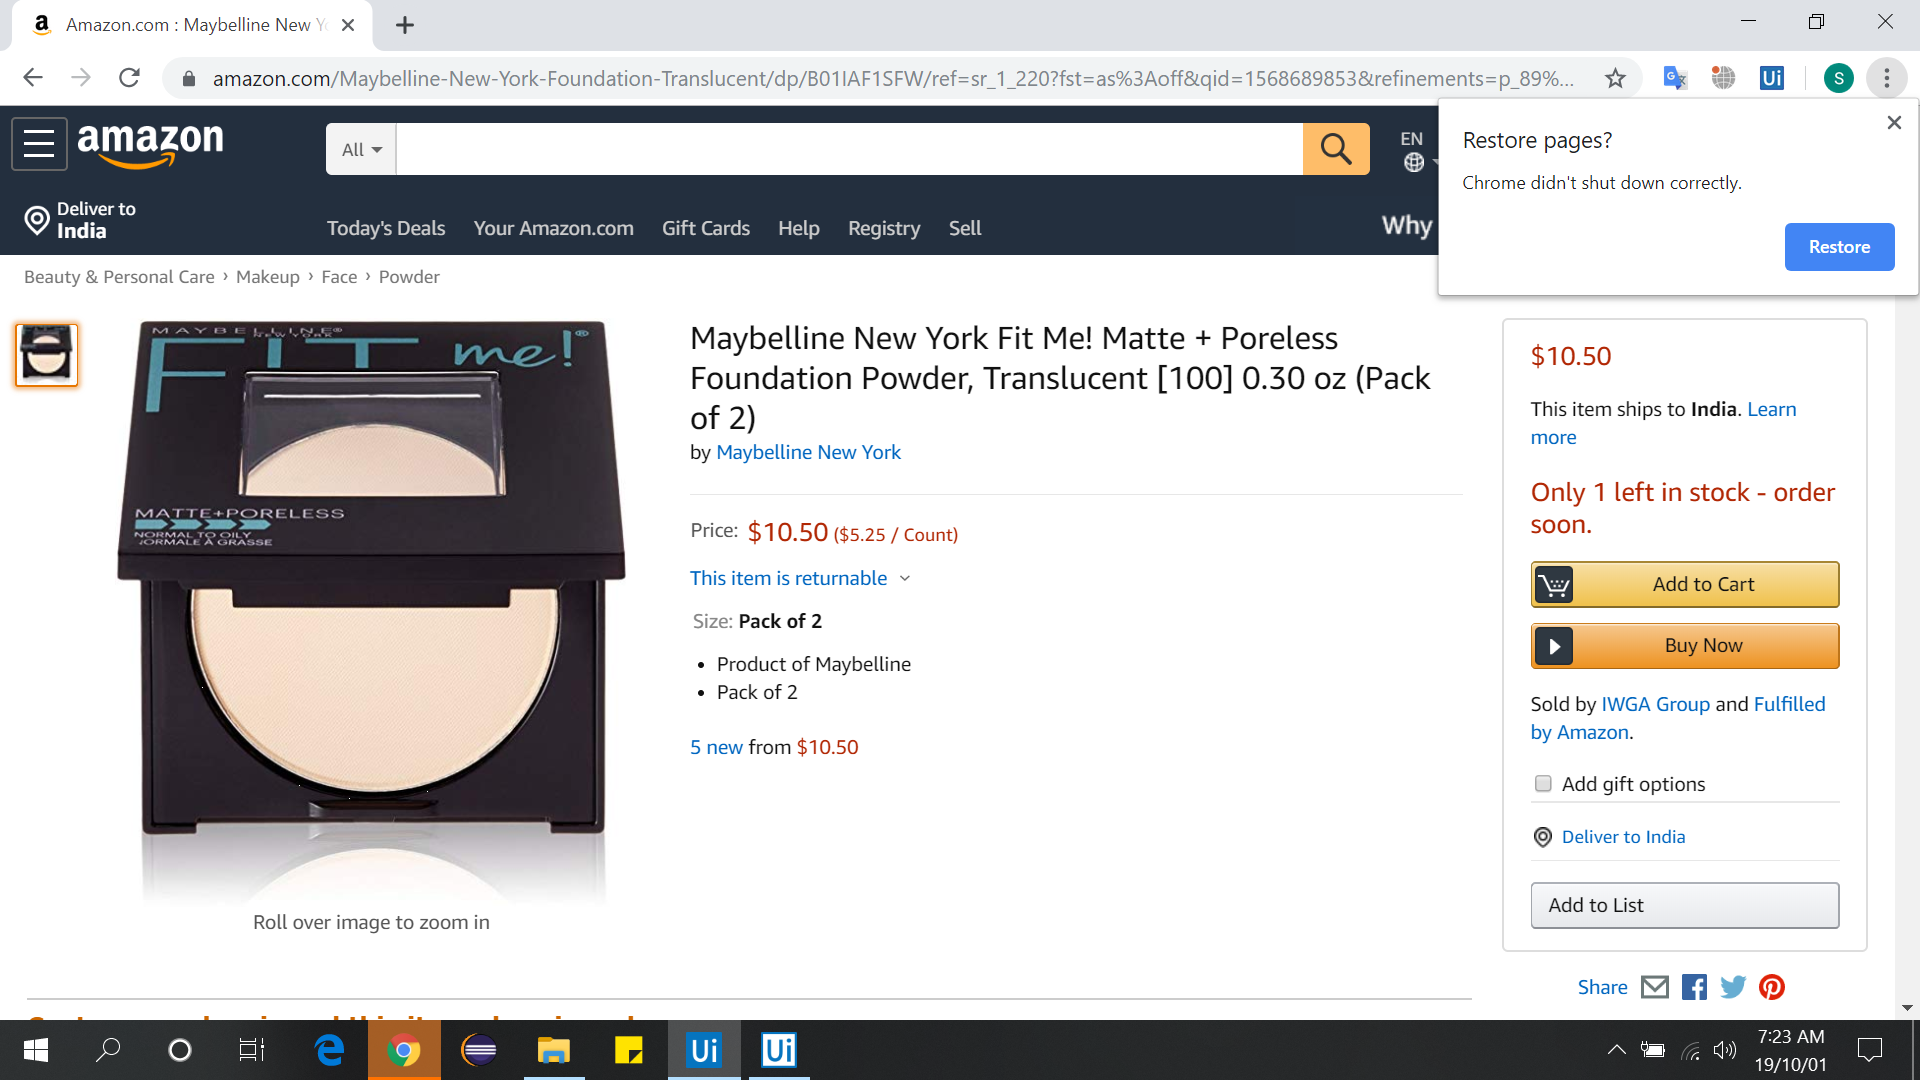 Amazon.com : Maybelline New Y
amazon.com/Maybelline-New-York-Foundation-Translucent/dp/B01IAF1SFW/ref=sr_1_220?fst=as%3Aoff&qid=1568689853&refinements=p_89%...
Ui
S
Restore pages?
Chrome didn't shut down correctly.
Restore
amazon
All
EN
Deliver to
India
Today's Deals
Your Amazon.com
Gift Cards
Help
Registry
Sell
Why
Beauty & Personal Care › Makeup › Face › Powder
MAYBELLINE®
NEW YORK
FIT me!®
MATTE+PORELESS
NORMAL TO OILY
NORMALE À GRASSE
Roll over image to zoom in
Maybelline New York Fit Me! Matte + Poreless
Foundation Powder, Translucent [100] 0.30 oz (Pack
of 2)
by Maybelline New York
Price: $10.50 ($5.25 / Count)
This item is returnable
Size: Pack of 2
• Product of Maybelline
• Pack of 2
5 new from $10.50
$10.50
This item ships to India. Learn
more
Only 1 left in stock - order
soon.
Add to Cart
Buy Now
Sold by IWGA Group and Fulfilled
by Amazon.
Add gift options
Deliver to India
Add to List
Share
Ui
Ui
7:23 AM
19/10/01